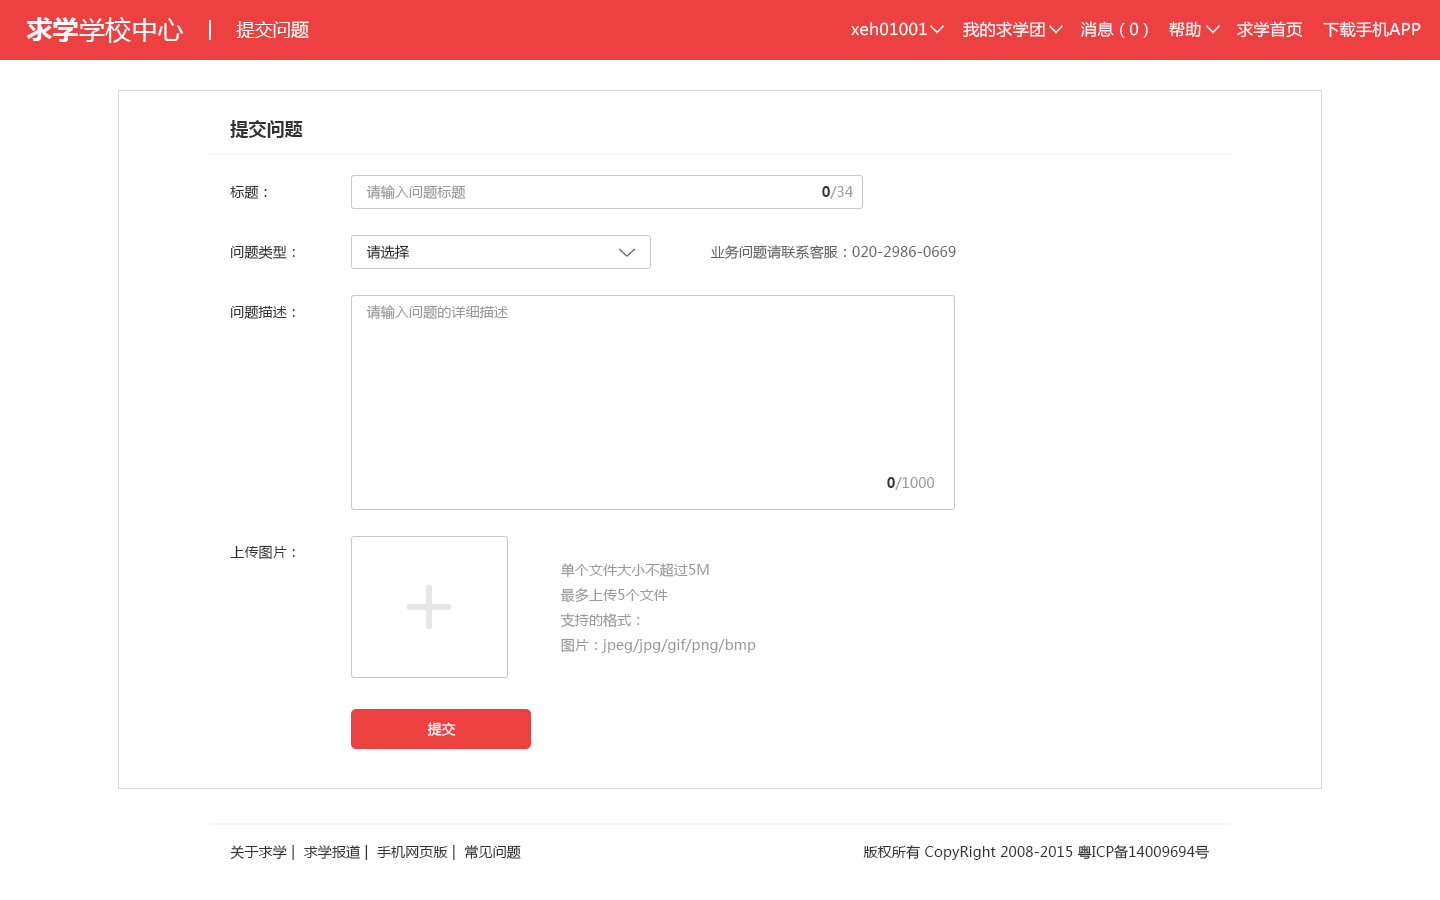 求学学校中心 | 提交问题 xeh01001 我的求学团 消息（0） 帮助 求学首页 下载手机APP
提交问题
标题： 请输入问题标题 0/34
问题类型： 请选择 业务问题请联系客服：020-2986-0669
问题描述： 请输入问题的详细描述
0/1000
上传图片：
单个文件大小不超过5M
最多上传5个文件
支持的格式：
图片：jpeg/jpg/gif/png/bmp
提交
关于求学 | 求学报道 | 手机网页版 | 常见问题 版权所有 CopyRight 2008-2015 粤ICP备14009694号